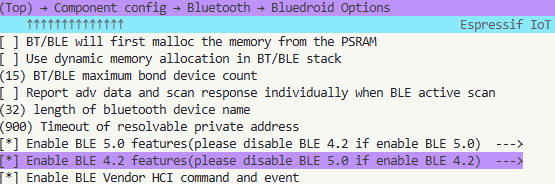 (Top) → Component config → Bluetooth → Bluedroid Options
↑↑↑↑↑↑↑↑↑↑↑↑↑↑ Espressif IoT
[ ] BT/BLE will first malloc the memory from the PSRAM
[ ] Use dynamic memory allocation in BT/BLE stack
(15) BT/BLE maximum bond device count
[ ] Report adv data and scan response individually when BLE active scan
(32) length of bluetooth device name
(900) Timeout of resolvable private address
[*] Enable BLE 5.0 features(please disable BLE 4.2 if enable BLE 5.0)  --->
[*] Enable BLE 4.2 features(please disable BLE 5.0 if enable BLE 4.2)  --->
[*] Enable BLE Vendor HCI command and event